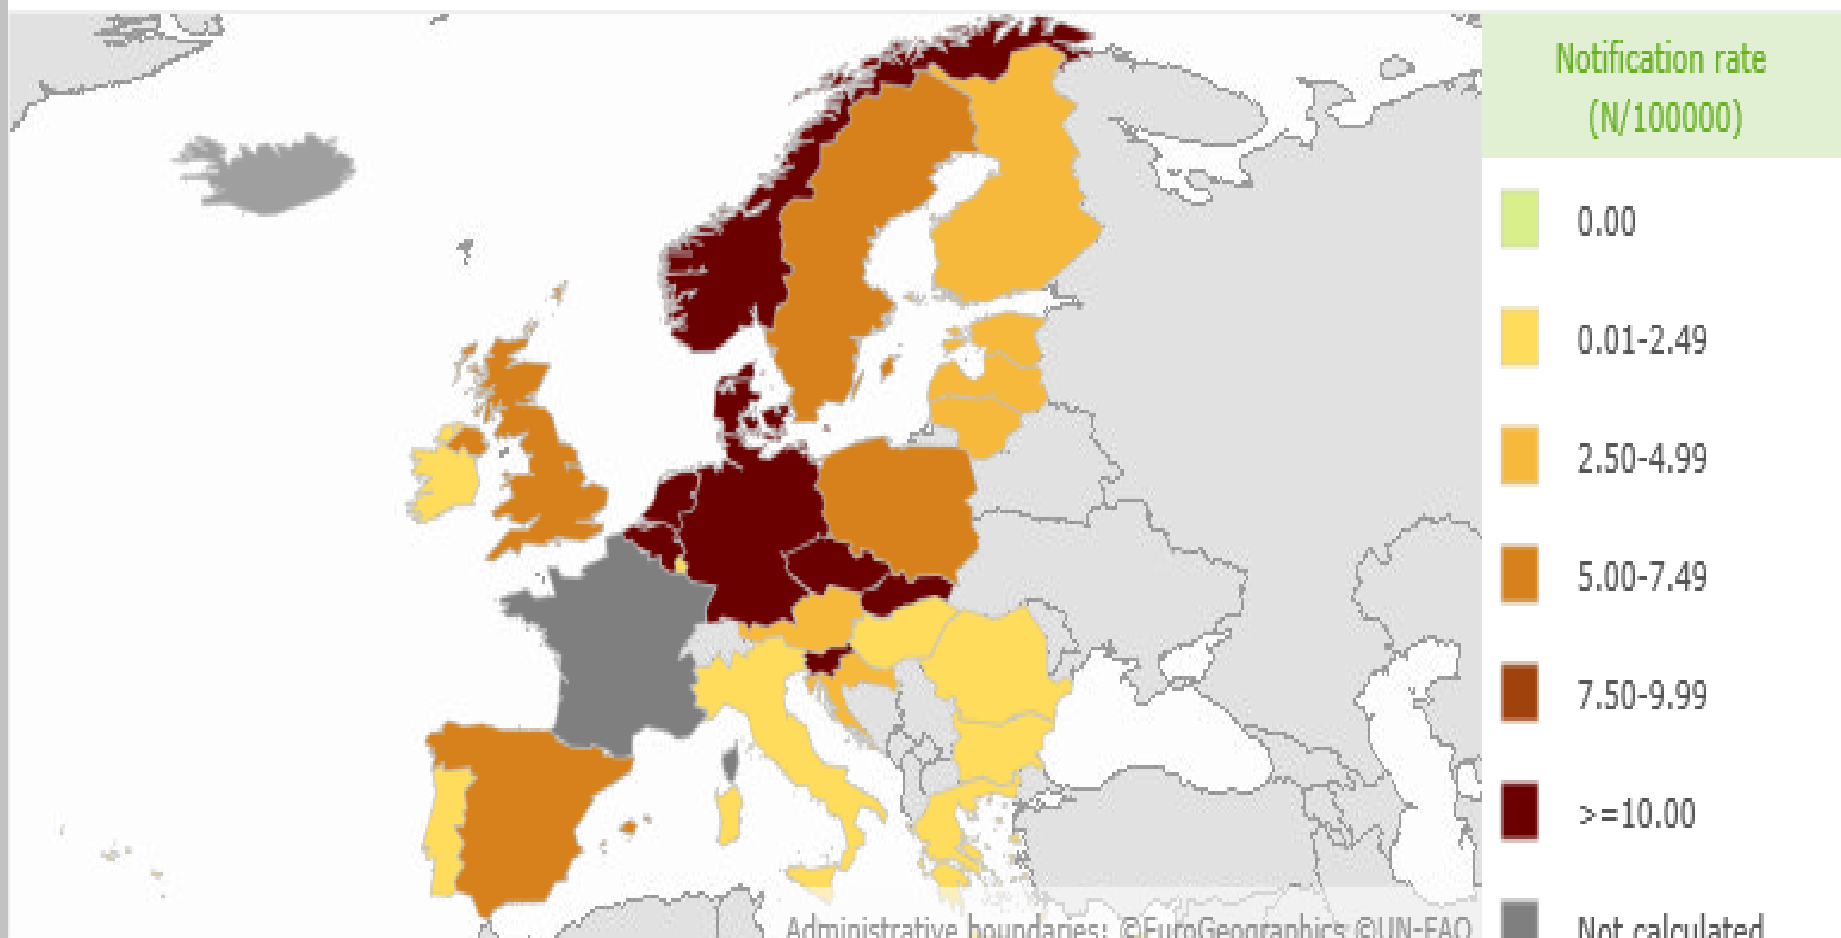 Notification rate
(N/100000)
0.00
0.01-2.49
2.50-4.99
5.00-7.49
7.50-9.99
>=10.00
Not calculated
Administrative boundaries: ©EuroGeographics ©UN-FAO